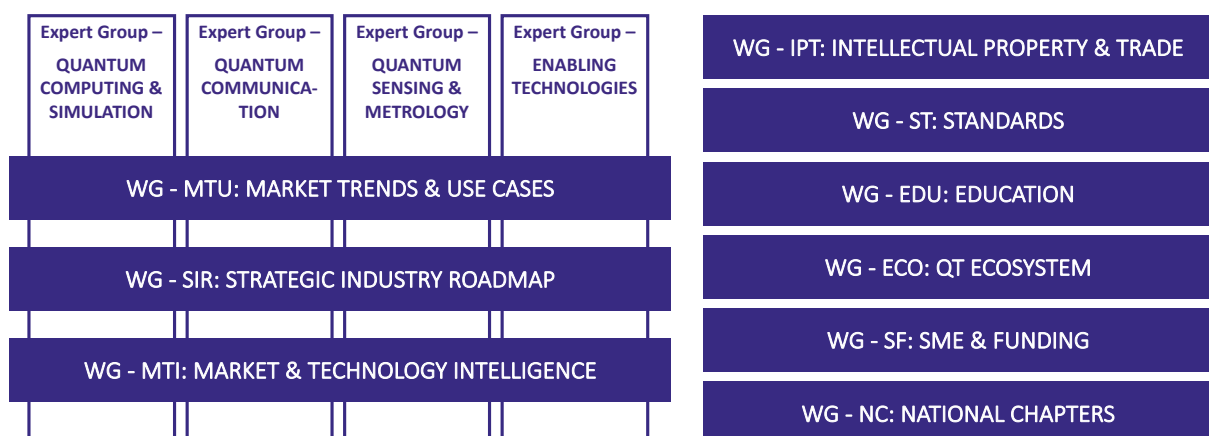 Expert Group –
QUANTUM
COMPUTING &
SIMULATION
Expert Group –
QUANTUM
COMMUNICA-
TION
Expert Group –
QUANTUM
SENSING &
METROLOGY
Expert Group –
ENABLING
TECHNOLOGIES
WG - MTU: MARKET TRENDS & USE CASES
WG - SIR: STRATEGIC INDUSTRY ROADMAP
WG - MTI: MARKET & TECHNOLOGY INTELLIGENCE
WG - IPT: INTELLECTUAL PROPERTY & TRADE
WG - ST: STANDARDS
WG - EDU: EDUCATION
WG - ECO: QT ECOSYSTEM
WG - SF: SME & FUNDING
WG - NC: NATIONAL CHAPTERS